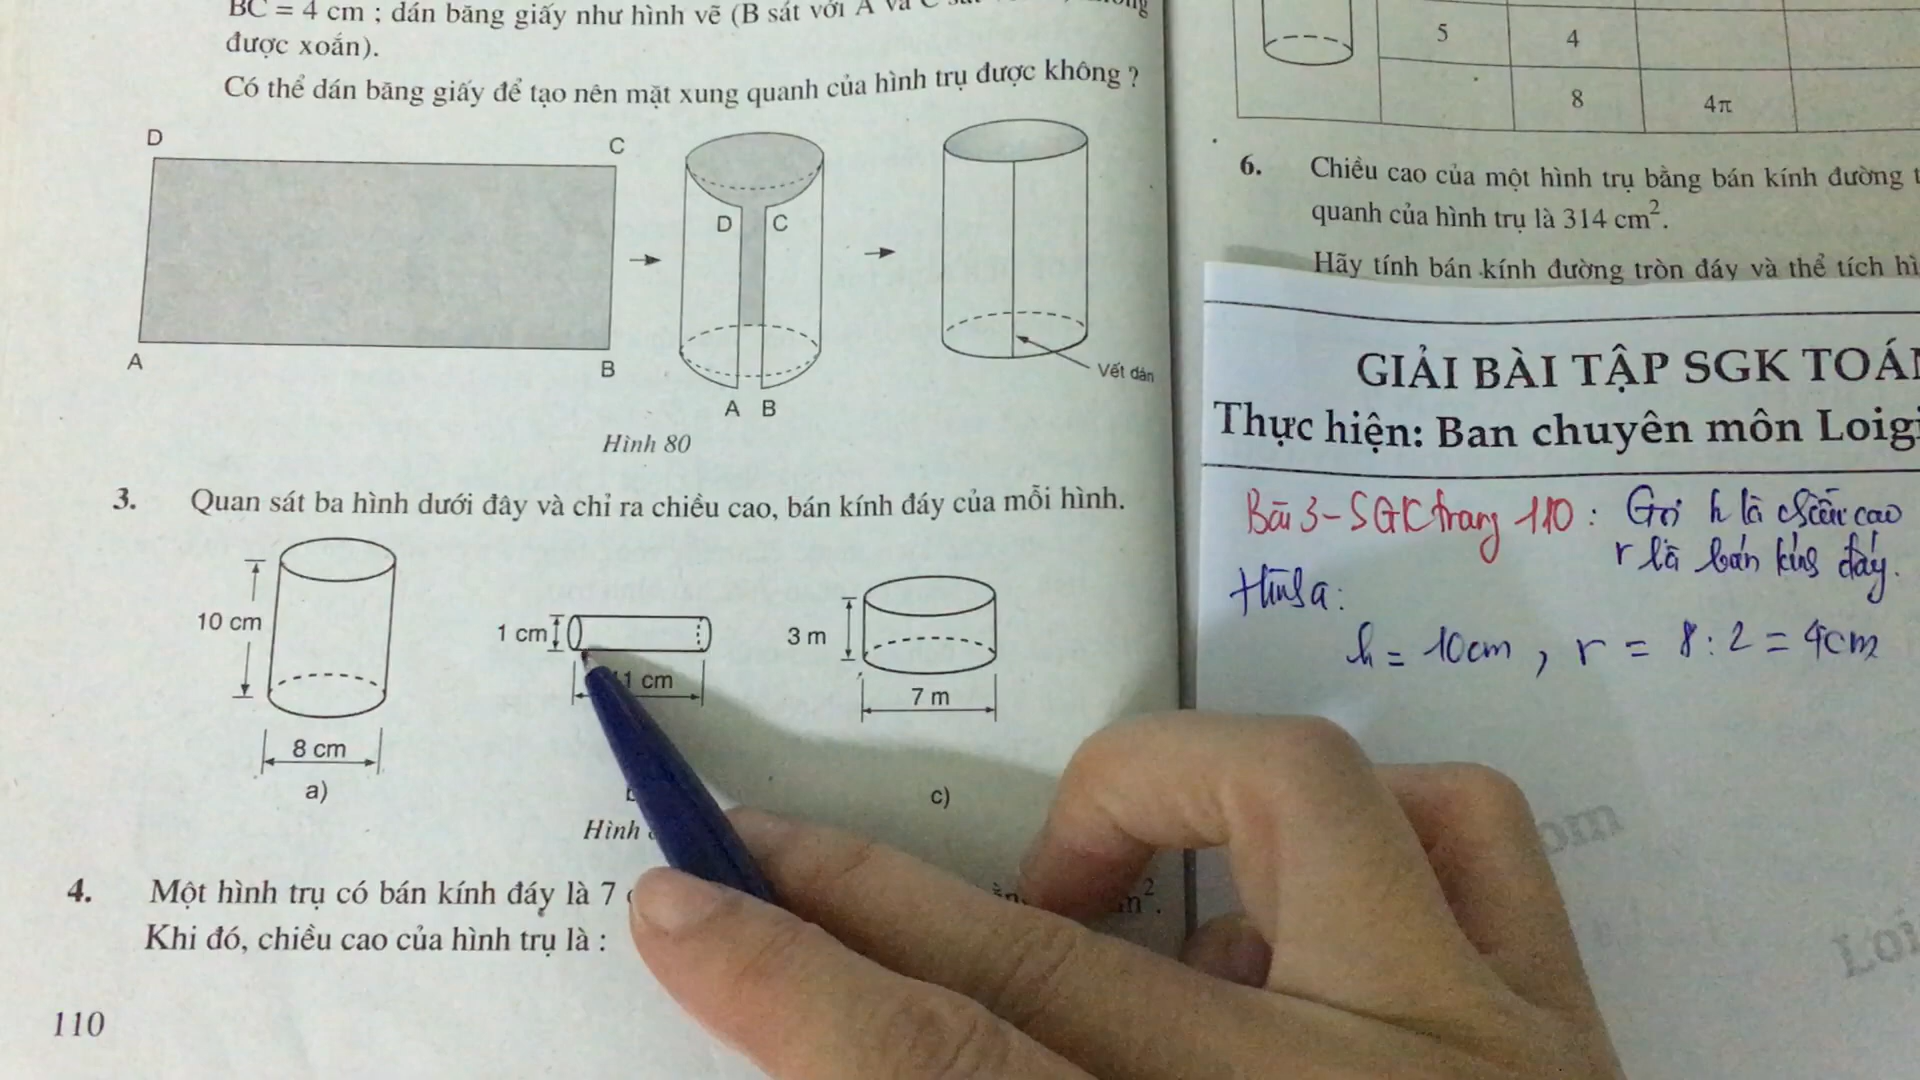 BC = 4 cm ; dán băng giấy như hình vẽ (B sát với A và C
được xoắn).
Có thể dán băng giấy để tạo nên mặt xung quanh của hình trụ được không ?
D
C
A
B
D C
A B
Vết dán
Hình 80
3. Quan sát ba hình dưới đây và chỉ ra chiều cao, bán kính đáy của mỗi hình.
10 cm
8 cm
a)
1 cm
11 cm
3 m
7 m
c)
Hình
4. Một hình trụ có bán kính đáy là 7
Khi đó, chiều cao của hình trụ là :
110
5 4
8 4π
6. Chiều cao của một hình trụ bằng bán kính đường
quanh của hình trụ là 314 cm².
Hãy tính bán kính đường tròn đáy và thể tích
GIẢI BÀI TẬP SGK TOÁN
Thực hiện: Ban chuyên môn Loigi
Bài 3 - SGK trang 110 : Gọi h là chiều cao
r là bán kính đáy.
Hình a:
h = 10cm , r = 8 : 2 = 4cm
om
Loi